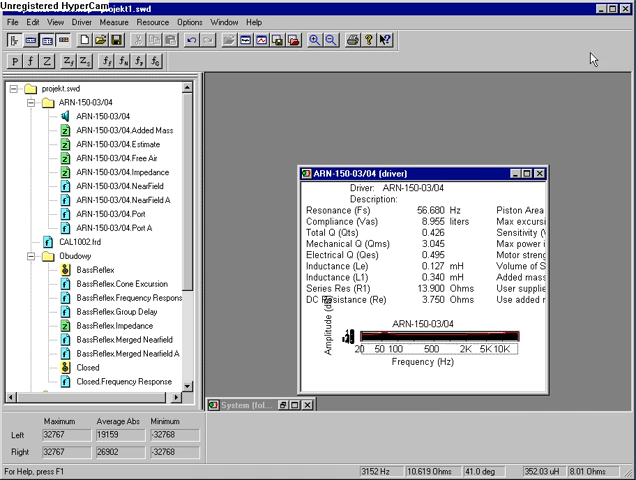 Unregistered HyperCam
projekt1.swd
File Edit View Driver Measure Resource Options Window Help
P f Z Zf Zs
projekt.swd
ARN-150-03/04
ARN-150-03/04
ARN-150-03/04.Added Mass
ARN-150-03/04.Estimate
ARN-150-03/04.Free Air
ARN-150-03/04.Impedance
ARN-150-03/04.NearField
ARN-150-03/04.NearField A
ARN-150-03/04.Port
ARN-150-03/04.Port A
CAL1002.frd
Obudowy
BassReflex
BassReflex.Cone Excursion
BassReflex.Frequency Respons
BassReflex.Group Delay
BassReflex.Impedance
BassReflex.Merged Nearfield
BassReflex.Merged Nearfield A
Closed
Closed.Frequency Response
ARN-150-03/04 (driver)
Driver: ARN-150-03/04
Description:
Resonance (Fs) 56.680 Hz Piston Area
Compliance (Vas) 8.955 liters Max excursi
Total Q (Qts) 0.426 Sensitivity (
Mechanical Q (Qms) 3.045 Max power i
Electrical Q (Qes) 0.495 Motor streng
Inductance (Le) 0.127 mH Volume of S
Inductance (L1) 0.340 mH Added mass
Series Res (R1) 13.900 Ohms User supplie
DC Resistance (Re) 3.750 Ohms Use added r
ARN-150-03/04
Amplitude (dB)
20 50 100 500 2K 5K 10K
Frequency (Hz)
System (fol...
Maximum Average Abs Minimum
Left 32767 19159 -32768
Right 32767 26902 -32768
For Help, press F1 3152 Hz 10.619 Ohms 41.0 deg 352.03 uH 8.01 Ohms